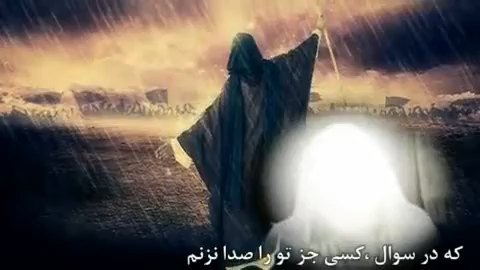 که در سوال ،کسی جز تو را صدا نزنم